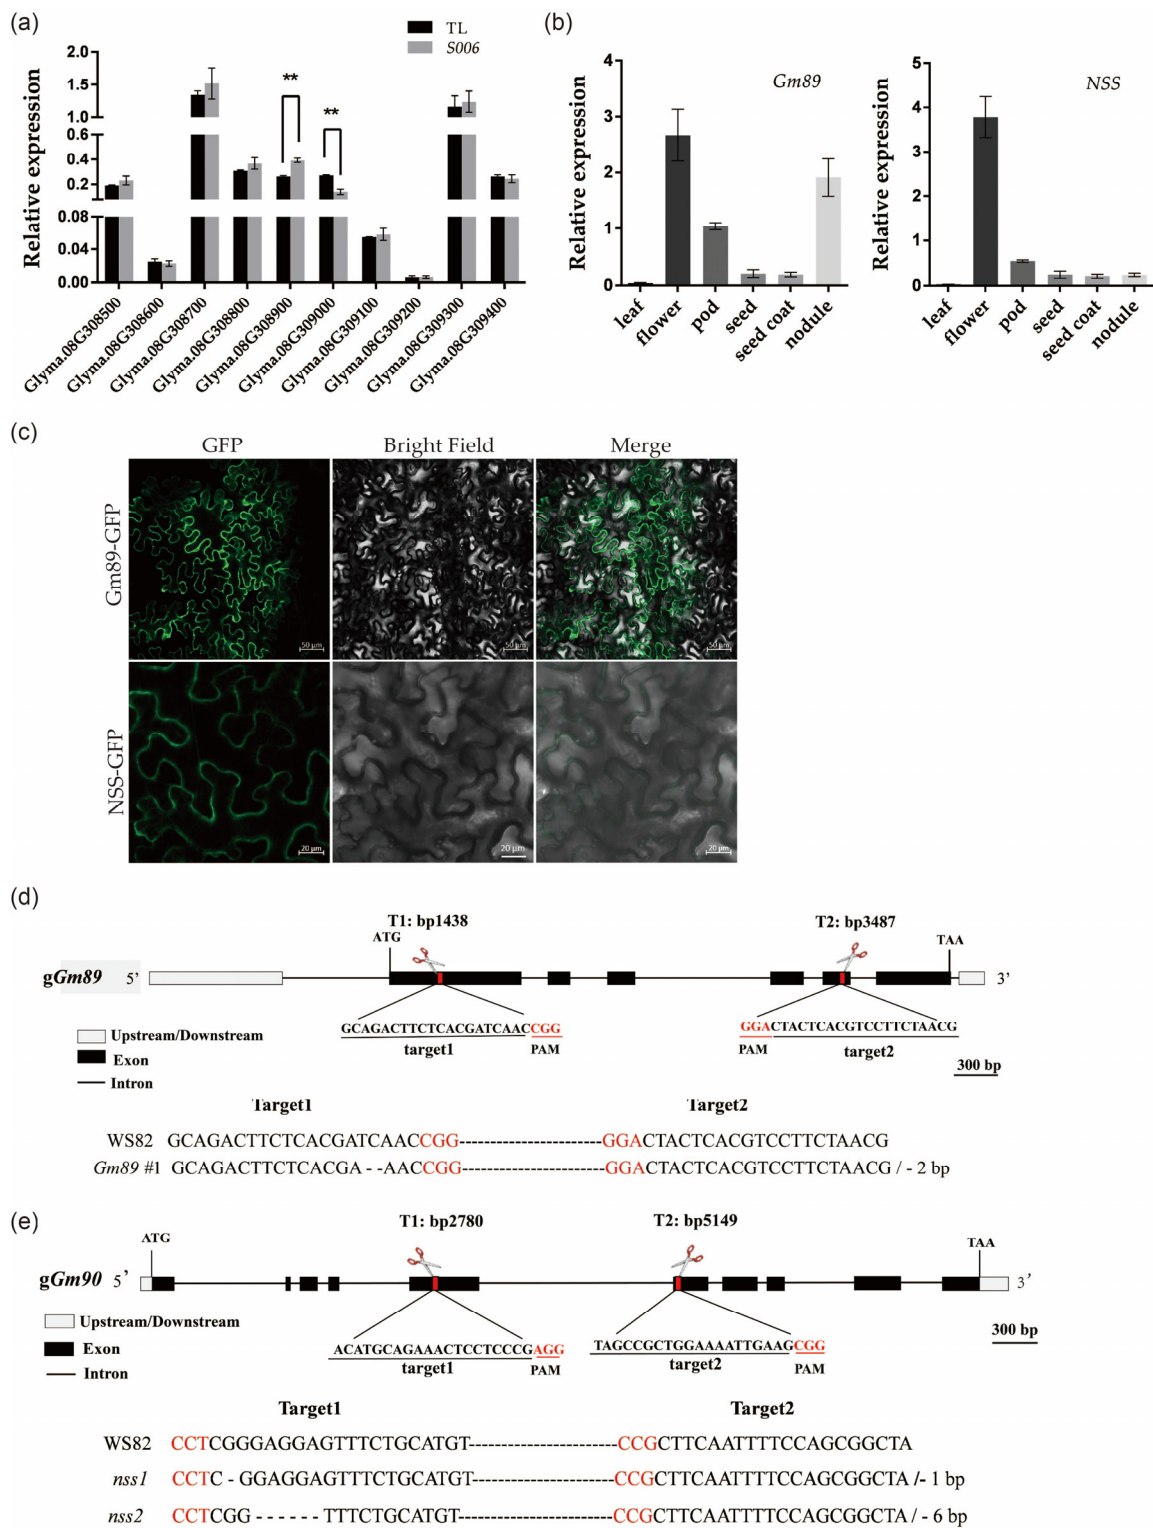 (a)
TL
S006
Relative expression
2.0
1.5
1.0
0.6
0.4
0.2
0.08
0.04
0.00
**
**
Glyma.08G308500
Glyma.08G308600
Glyma.08G308700
Glyma.08G308800
Glyma.08G308900
Glyma.08G309000
Glyma.08G309100
Glyma.08G309200
Glyma.08G309300
Glyma.08G309400
(b)
Gm89
Relative expression
4
3
2
1
0
leaf
flower
pod
seed
seed coat
nodule
NSS
Relative expression
5
4
3
2
1
0
leaf
flower
pod
seed
seed coat
nodule
(c)
GFP Bright Field Merge
Gm89-GFP
50 μm 50 μm 50 μm
NSS-GFP
20 μm 20 μm 20 μm
(d)
T1: bp1438 T2: bp3487
ATG TAA
gGm89 5' 3'
GCAGACTTCTCACGATCAACCGG GGACTACTCACGTCCTTCTAACG
target1 PAM PAM target2
Upstream/Downstream
Exon
Intron
300 bp
Target1 Target2
WS82 GCAGACTTCTCACGATCAACCGG---------------------GGACTACTCACGTCCTTCTAACG
Gm89 #1 GCAGACTTCTCACGA - -AACCGG---------------------GGACTACTCACGTCCTTCTAACG / - 2 bp
(e)
T1: bp2780 T2: bp5149
ATG TAA
gGm90 5' 3'
ACATGCAGAAACTCCTCCCGAGG TAGCCGCTGGAAAATTGAAGCGG
target1 PAM target2 PAM
Upstream/Downstream
Exon
Intron
300 bp
Target1 Target2
WS82 CCTCGGGAGGAGTTTCTGCATGT---------------------CCGCTTCAATTTTCCAGCGGCTA
nss1 CCTC - GGAGGAGTTTCTGCATGT---------------------CCGCTTCAATTTTCCAGCGGCTA /- 1 bp
nss2 CCTCGG - - - - - - TTTCTGCATGT---------------------CCGCTTCAATTTTCCAGCGGCTA / - 6 bp